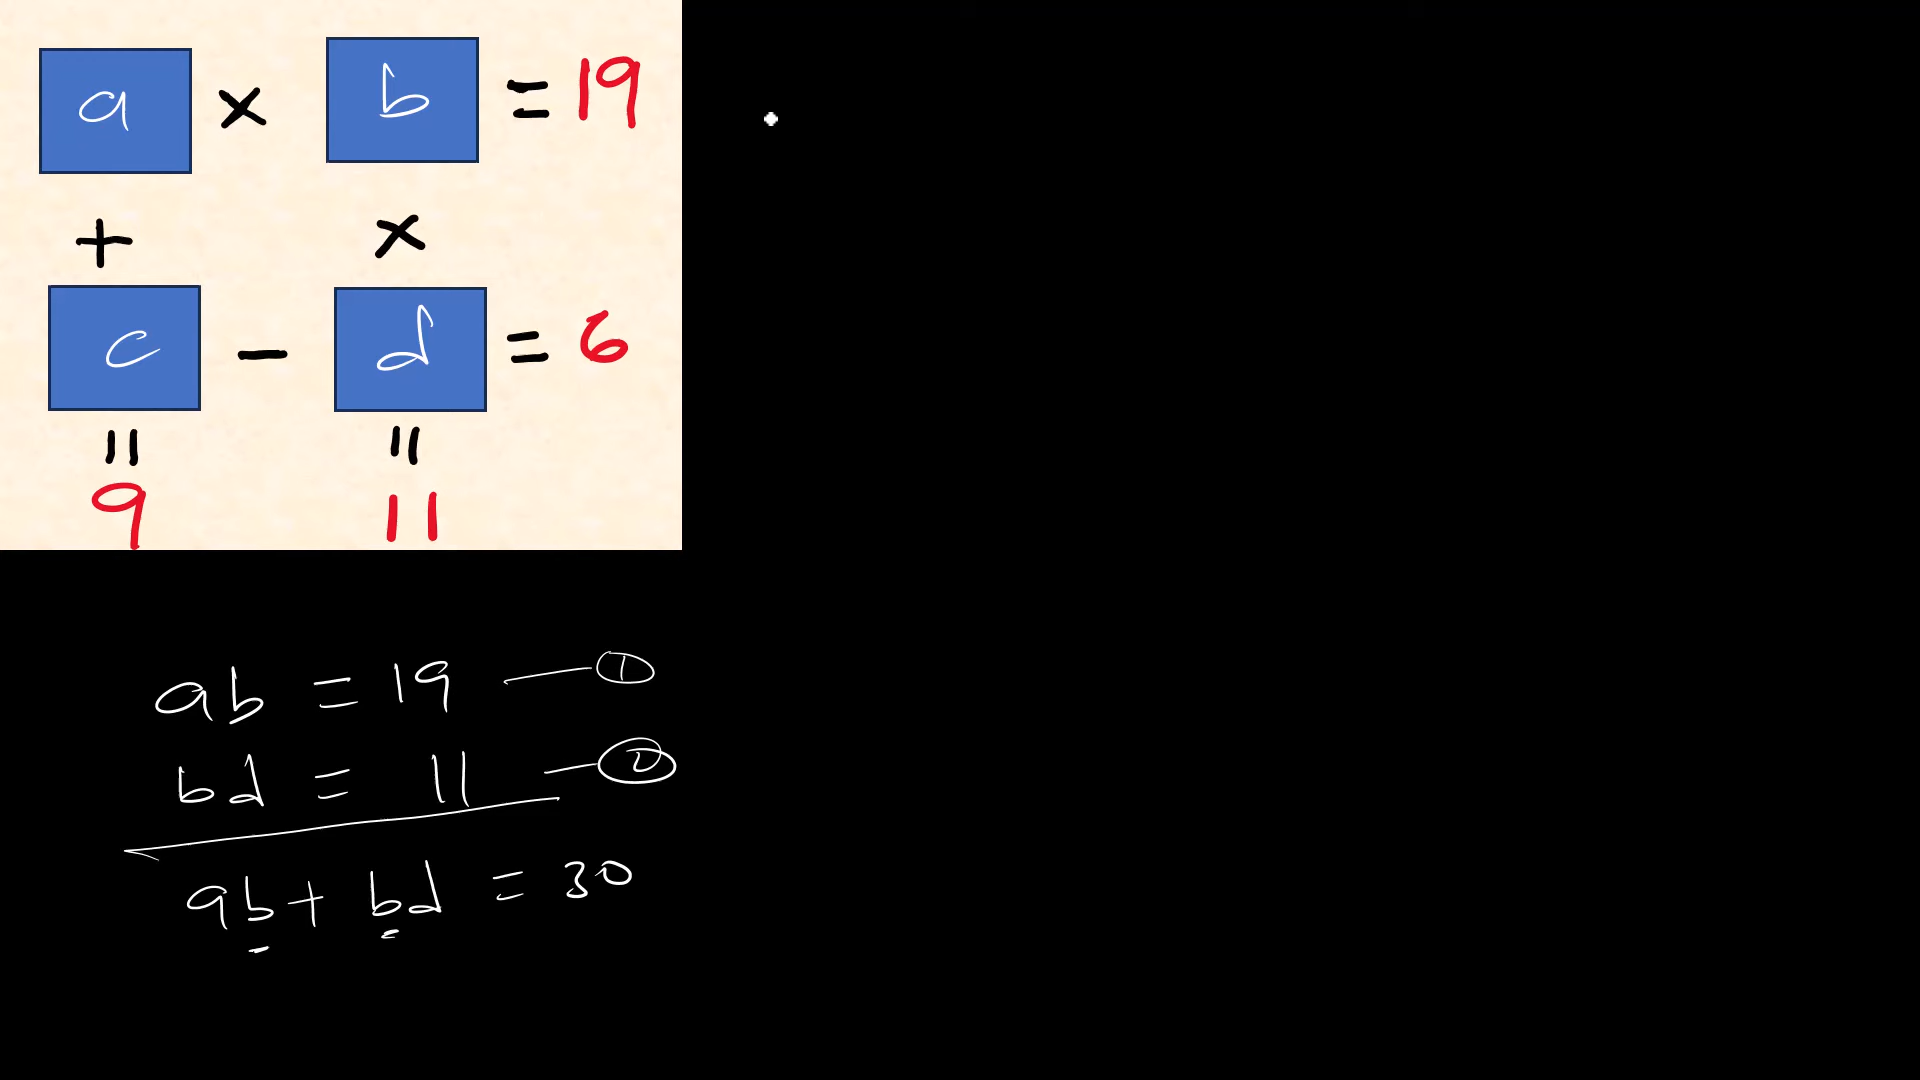 a × b = 19
+ ×
c - d = 6
= =
9 11
ab = 19 — ①
bd = 11 — ②
ab + bd = 30